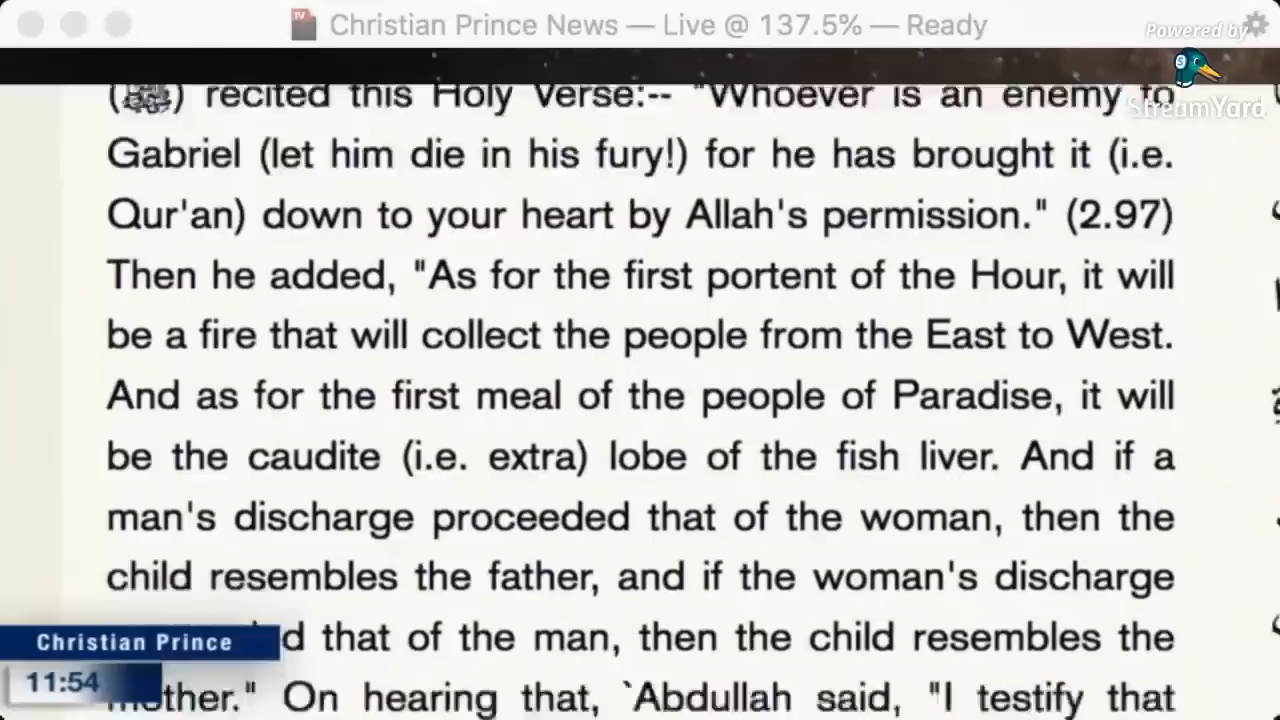 Christian Prince News — Live @ 137.5% — Ready
Powered by
StreamYard
( ) recited this Holy Verse:-- "Whoever is an enemy to
Gabriel (let him die in his fury!) for he has brought it (i.e.
Qur'an) down to your heart by Allah's permission." (2.97)
Then he added, "As for the first portent of the Hour, it will
be a fire that will collect the people from the East to West.
And as for the first meal of the people of Paradise, it will
be the caudite (i.e. extra) lobe of the fish liver. And if a
man's discharge proceeded that of the woman, then the
child resembles the father, and if the woman's discharge
that of the man, then the child resembles the
mother." On hearing that, `Abdullah said, "I testify that
Christian Prince
11:54